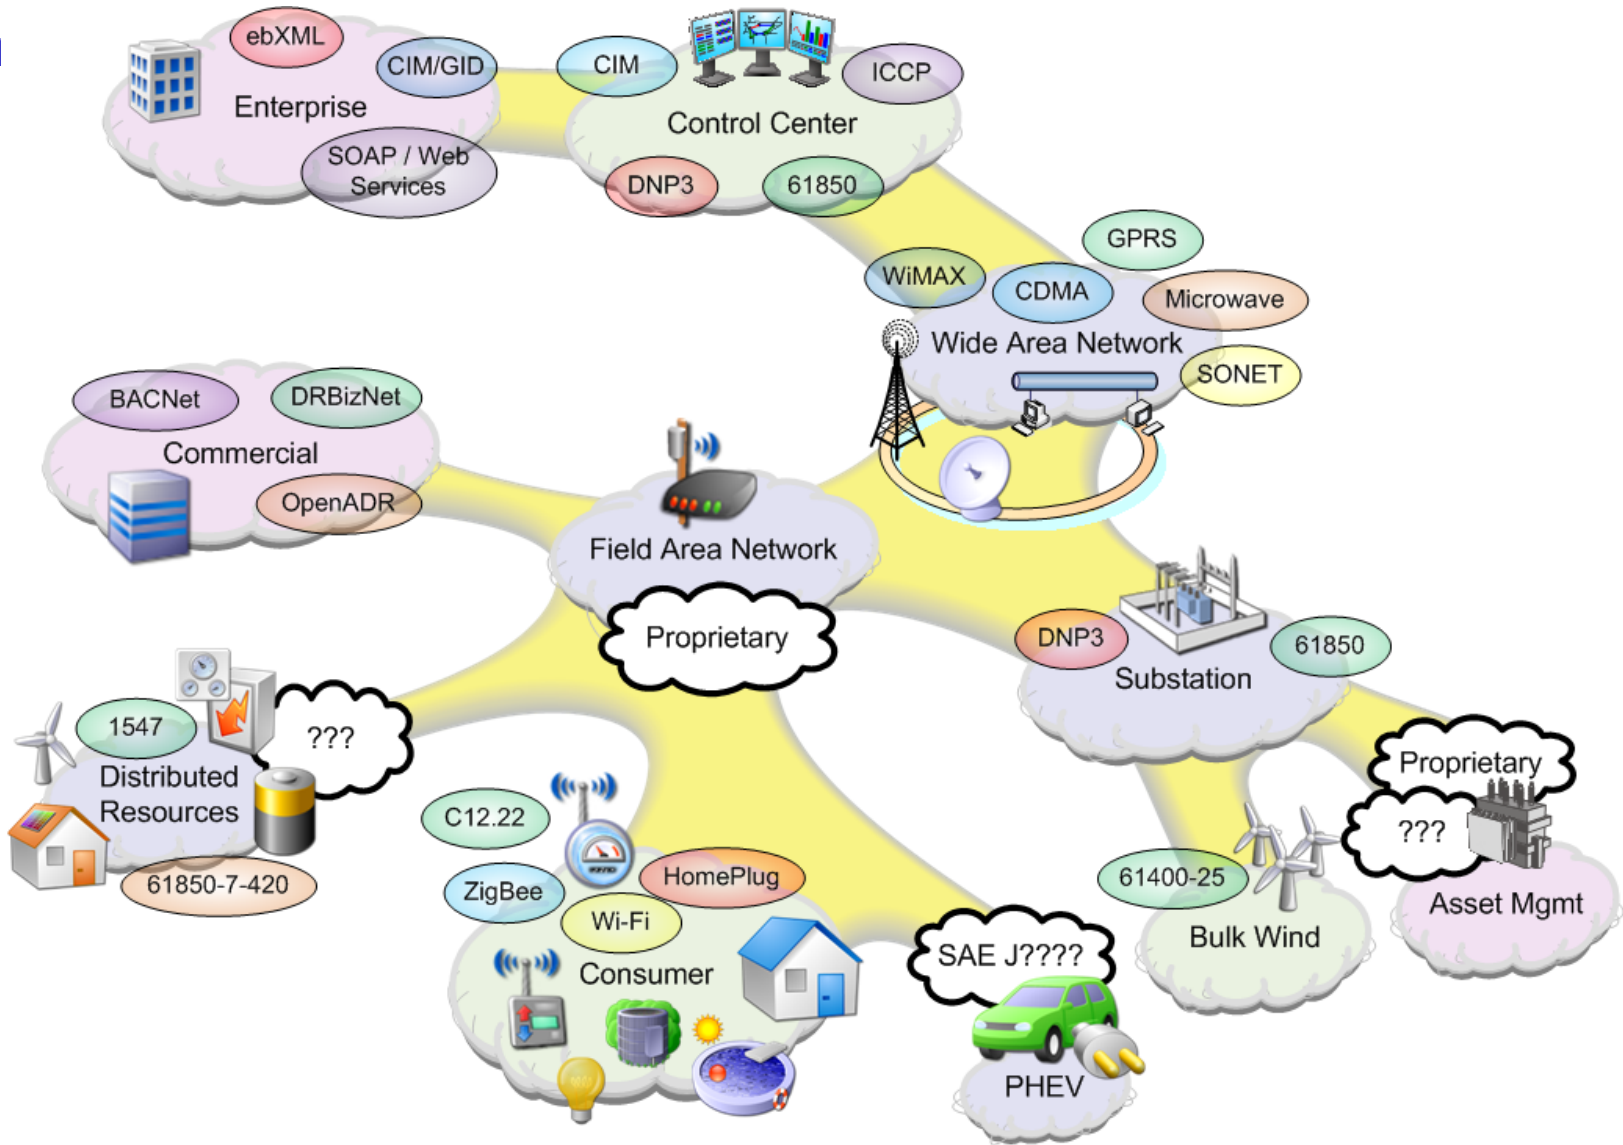 ebXML
CIM/GID
Enterprise
SOAP / Web
Services
CIM
ICCP
Control Center
DNP3
61850
GPRS
WiMAX
CDMA
Microwave
Wide Area Network
SONET
BACNet
DRBizNet
Commercial
OpenADR
Field Area Network
Proprietary
DNP3
61850
Substation
1547
???
Distributed
Resources
61850-7-420
Proprietary
???
Asset Mgmt
C12.22
ZigBee
HomePlug
Wi-Fi
Consumer
SAE J????
PHEV
61400-25
Bulk Wind